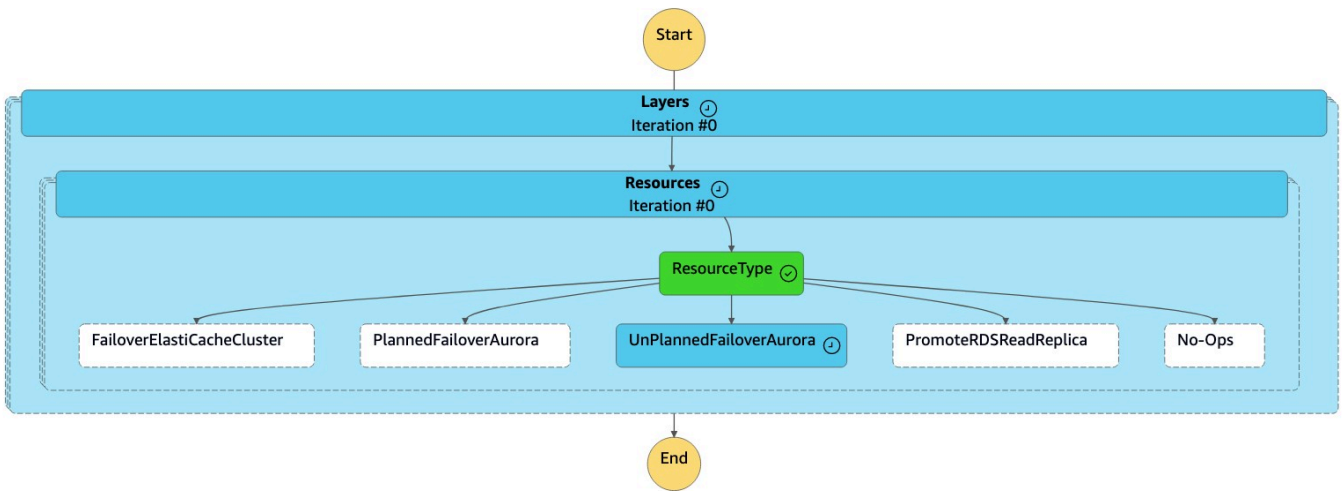 Start
Layers
Iteration #0
Resources
Iteration #0
ResourceType
FailoverElastiCacheCluster
PlannedFailoverAurora
UnPlannedFailoverAurora
PromoteRDSReadReplica
No-Ops
End